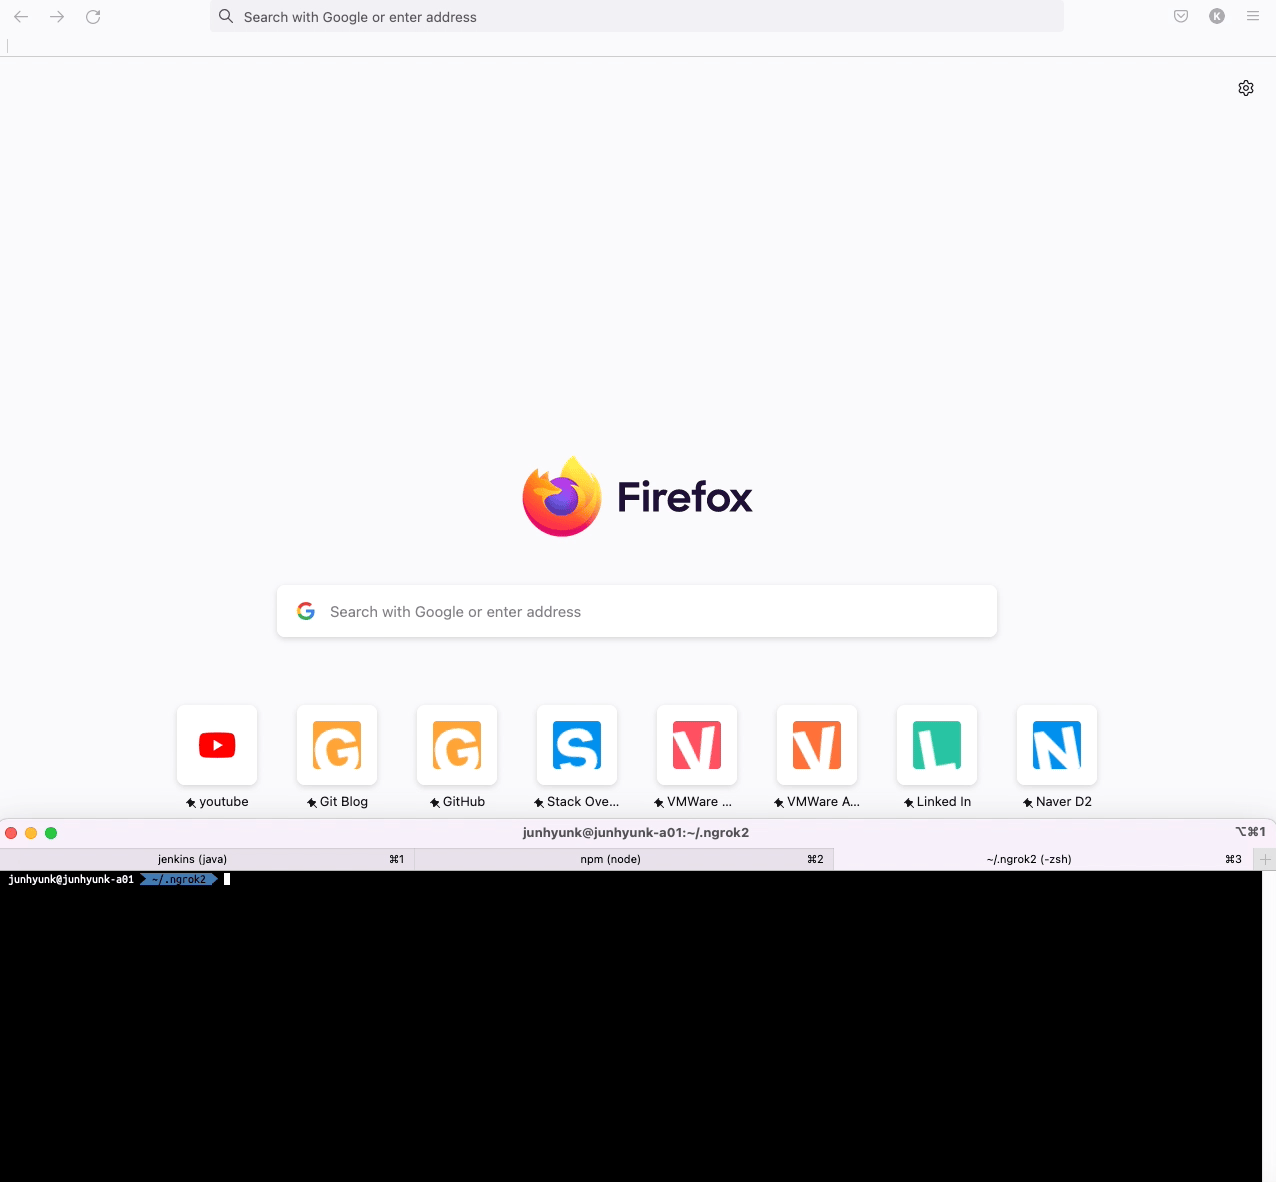 Search with Google or enter address
K
Firefox
Search with Google or enter address
youtube
Git Blog
GitHub
Stack Ove...
VMWare ...
VMWare A...
Linked In
Naver D2
junhyunk@junhyunk-a01:~/.ngrok2
⌥⌘1
jenkins (java) ⌘1
npm (node) ⌘2
~/.ngrok2 (-zsh) ⌘3
junhyunk@junhyunk-a01 ~/.ngrok2